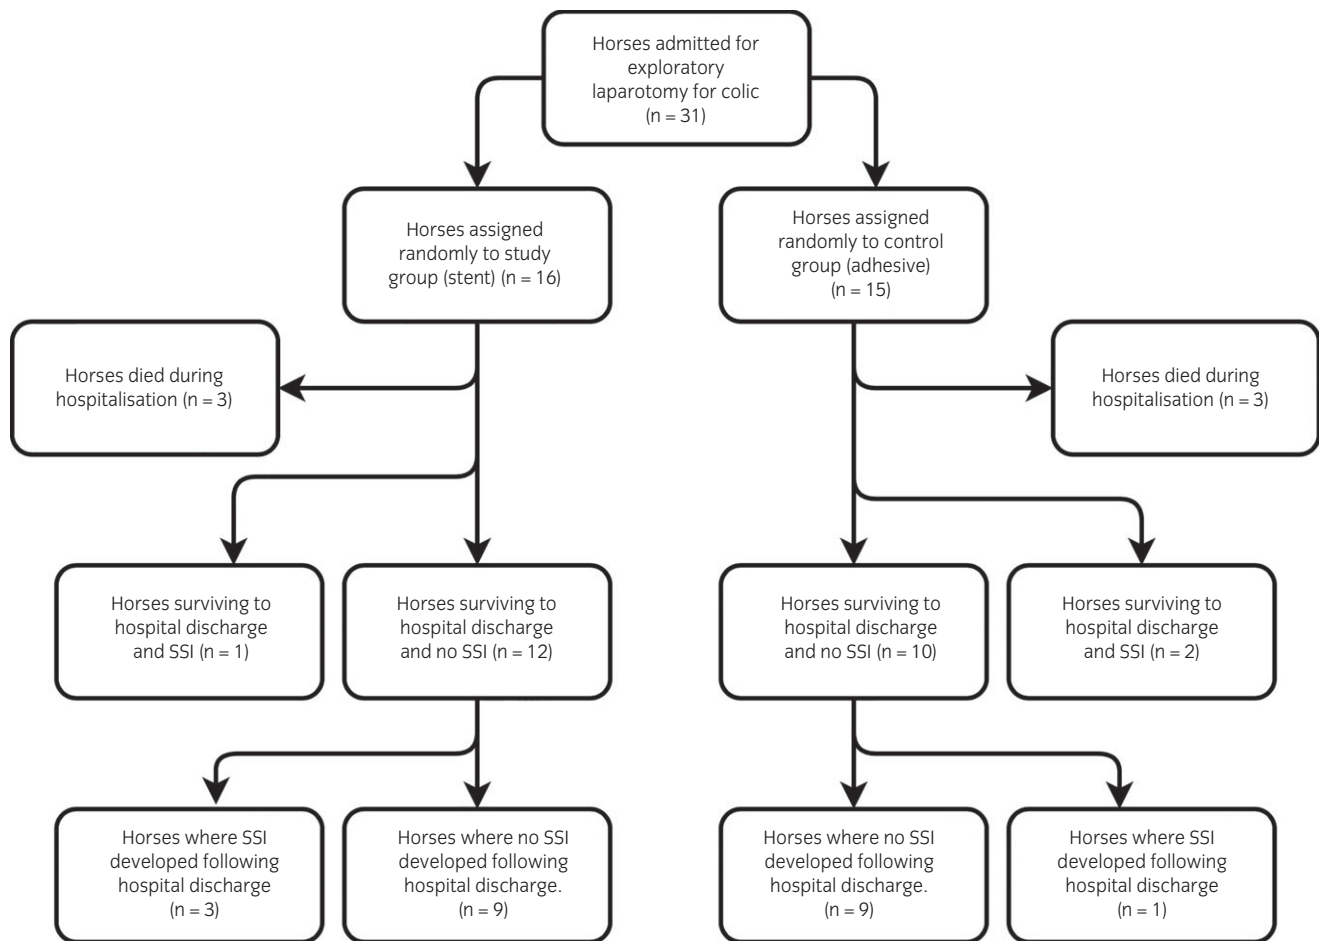 Horses admitted for
exploratory
laparotomy for colic
(n = 31)
Horses assigned
randomly to study
group (stent) (n = 16)
Horses assigned
randomly to control
group (adhesive)
(n = 15)
Horses died during
hospitalisation (n = 3)
Horses died during
hospitalisation (n = 3)
Horses surviving to
hospital discharge
and SSI (n = 1)
Horses surviving to
hospital discharge
and no SSI (n = 12)
Horses surviving to
hospital discharge
and no SSI (n = 10)
Horses surviving to
hospital discharge
and SSI (n = 2)
Horses where SSI
developed following
hospital discharge
(n = 3)
Horses where no SSI
developed following
hospital discharge.
(n = 9)
Horses where no SSI
developed following
hospital discharge.
(n = 9)
Horses where SSI
developed following
hospital discharge
(n = 1)